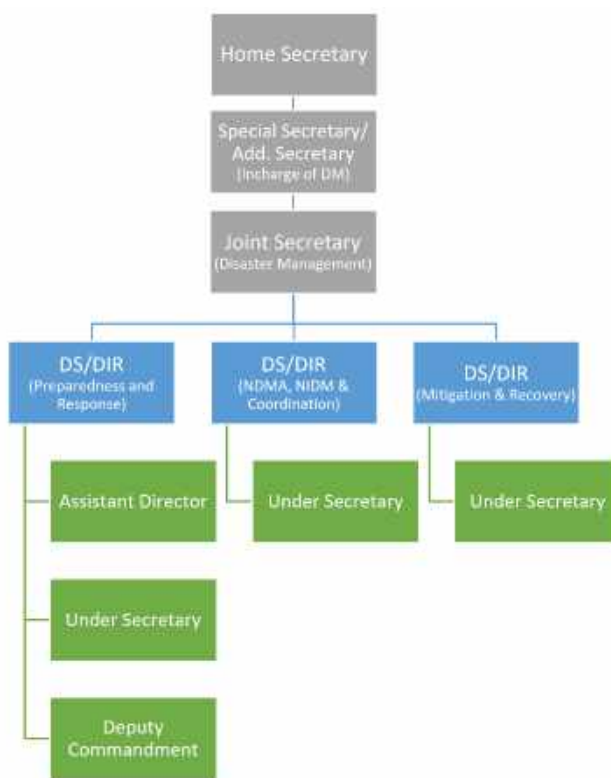 Home Secretary
Special Secretary/
Add. Secretary
(Incharge of DM)
Joint Secretary
(Disaster Management)
DS/DIR
(Preparedness and
Response)
DS/DIR
(NDMA, NIDM &
Coordination)
DS/DIR
(Mitigation & Recovery)
Assistant Director
Under Secretary
Under Secretary
Under Secretary
Deputy
Commandment